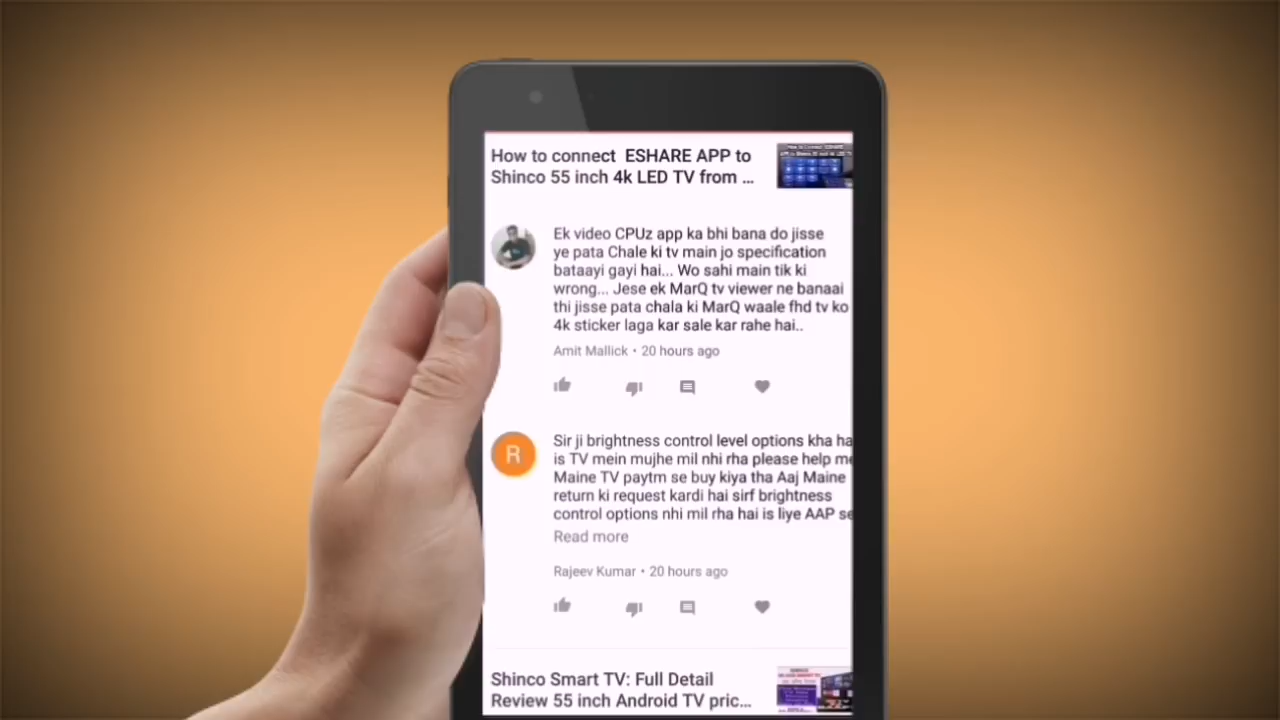 How to connect ESHARE APP to
Shinco 55 inch 4k LED TV from ...
Ek video CPUz app ka bhi bana do jisse
ye pata Chale ki tv main jo specification
bataayi gayi hai... Wo sahi main tik ki
wrong... Jese ek MarQ tv viewer ne banaai
thi jisse pata chala ki MarQ waale fhd tv ko
4k sticker laga kar sale kar rahe hai..
Amit Mallick • 20 hours ago
R
Sir ji brightness control level options kha ha
is TV mein mujhe mil nhi rha please help me
Maine TV paytm se buy kiya tha Aaj Maine
return ki request kardi hai sirf brightness
control options nhi mil rha hai is liye AAP se
Read more
Rajeev Kumar • 20 hours ago
Shinco Smart TV: Full Detail
Review 55 inch Android TV pric...